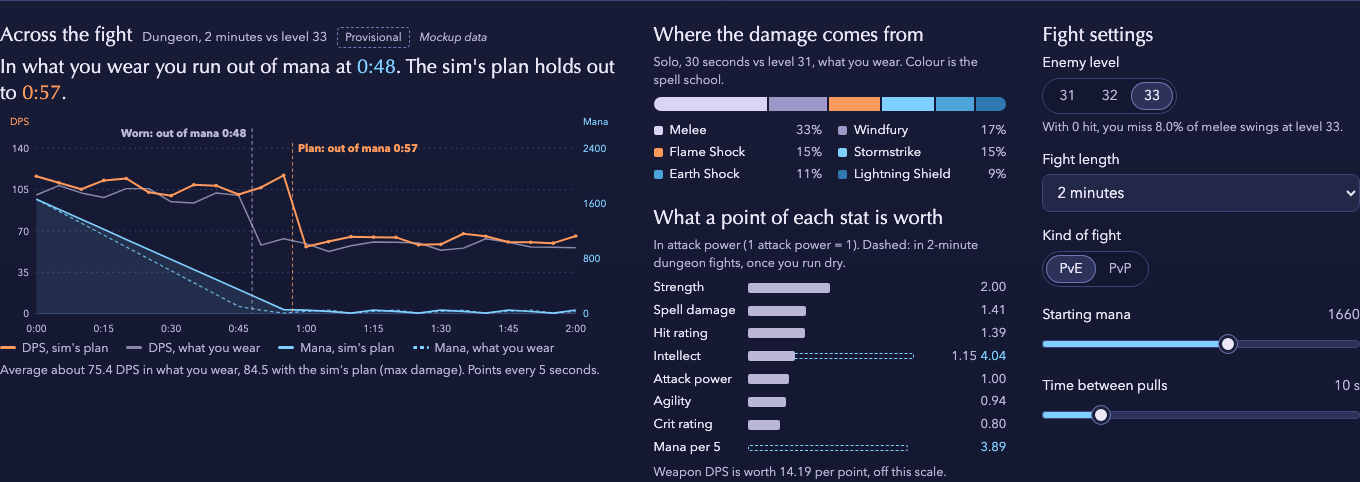 Across the fight Dungeon, 2 minutes vs level 33 Provisional Mockup data
In what you wear you run out of mana at 0:48. The sim's plan holds out
to 0:57.
DPS Mana
Worn: out of mana 0:48
Plan: out of mana 0:57
140 2400
105 1600
70 800
35
0 0
0:00 0:15 0:30 0:45 1:00 1:15 1:30 1:45 2:00
DPS, sim's plan DPS, what you wear Mana, sim's plan Mana, what you wear
Average about 75.4 DPS in what you wear, 84.5 with the sim's plan (max damage). Points every 5 seconds.
Where the damage comes from
Solo, 30 seconds vs level 31, what you wear. Colour is the
spell school.
Melee 33% Windfury 17%
Flame Shock 15% Stormstrike 15%
Earth Shock 11% Lightning Shield 9%
What a point of each stat is worth
In attack power (1 attack power = 1). Dashed: in 2-minute
dungeon fights, once you run dry.
Strength 2.00
Spell damage 1.41
Hit rating 1.39
Intellect 1.15 4.04
Attack power 1.00
Agility 0.94
Crit rating 0.80
Mana per 5 3.89
Weapon DPS is worth 14.19 per point, off this scale.
Fight settings
Enemy level
31 32 33
With 0 hit, you miss 8.0% of melee swings at level 33.
Fight length
2 minutes
Kind of fight
PvE PvP
Starting mana 1660
Time between pulls 10 s